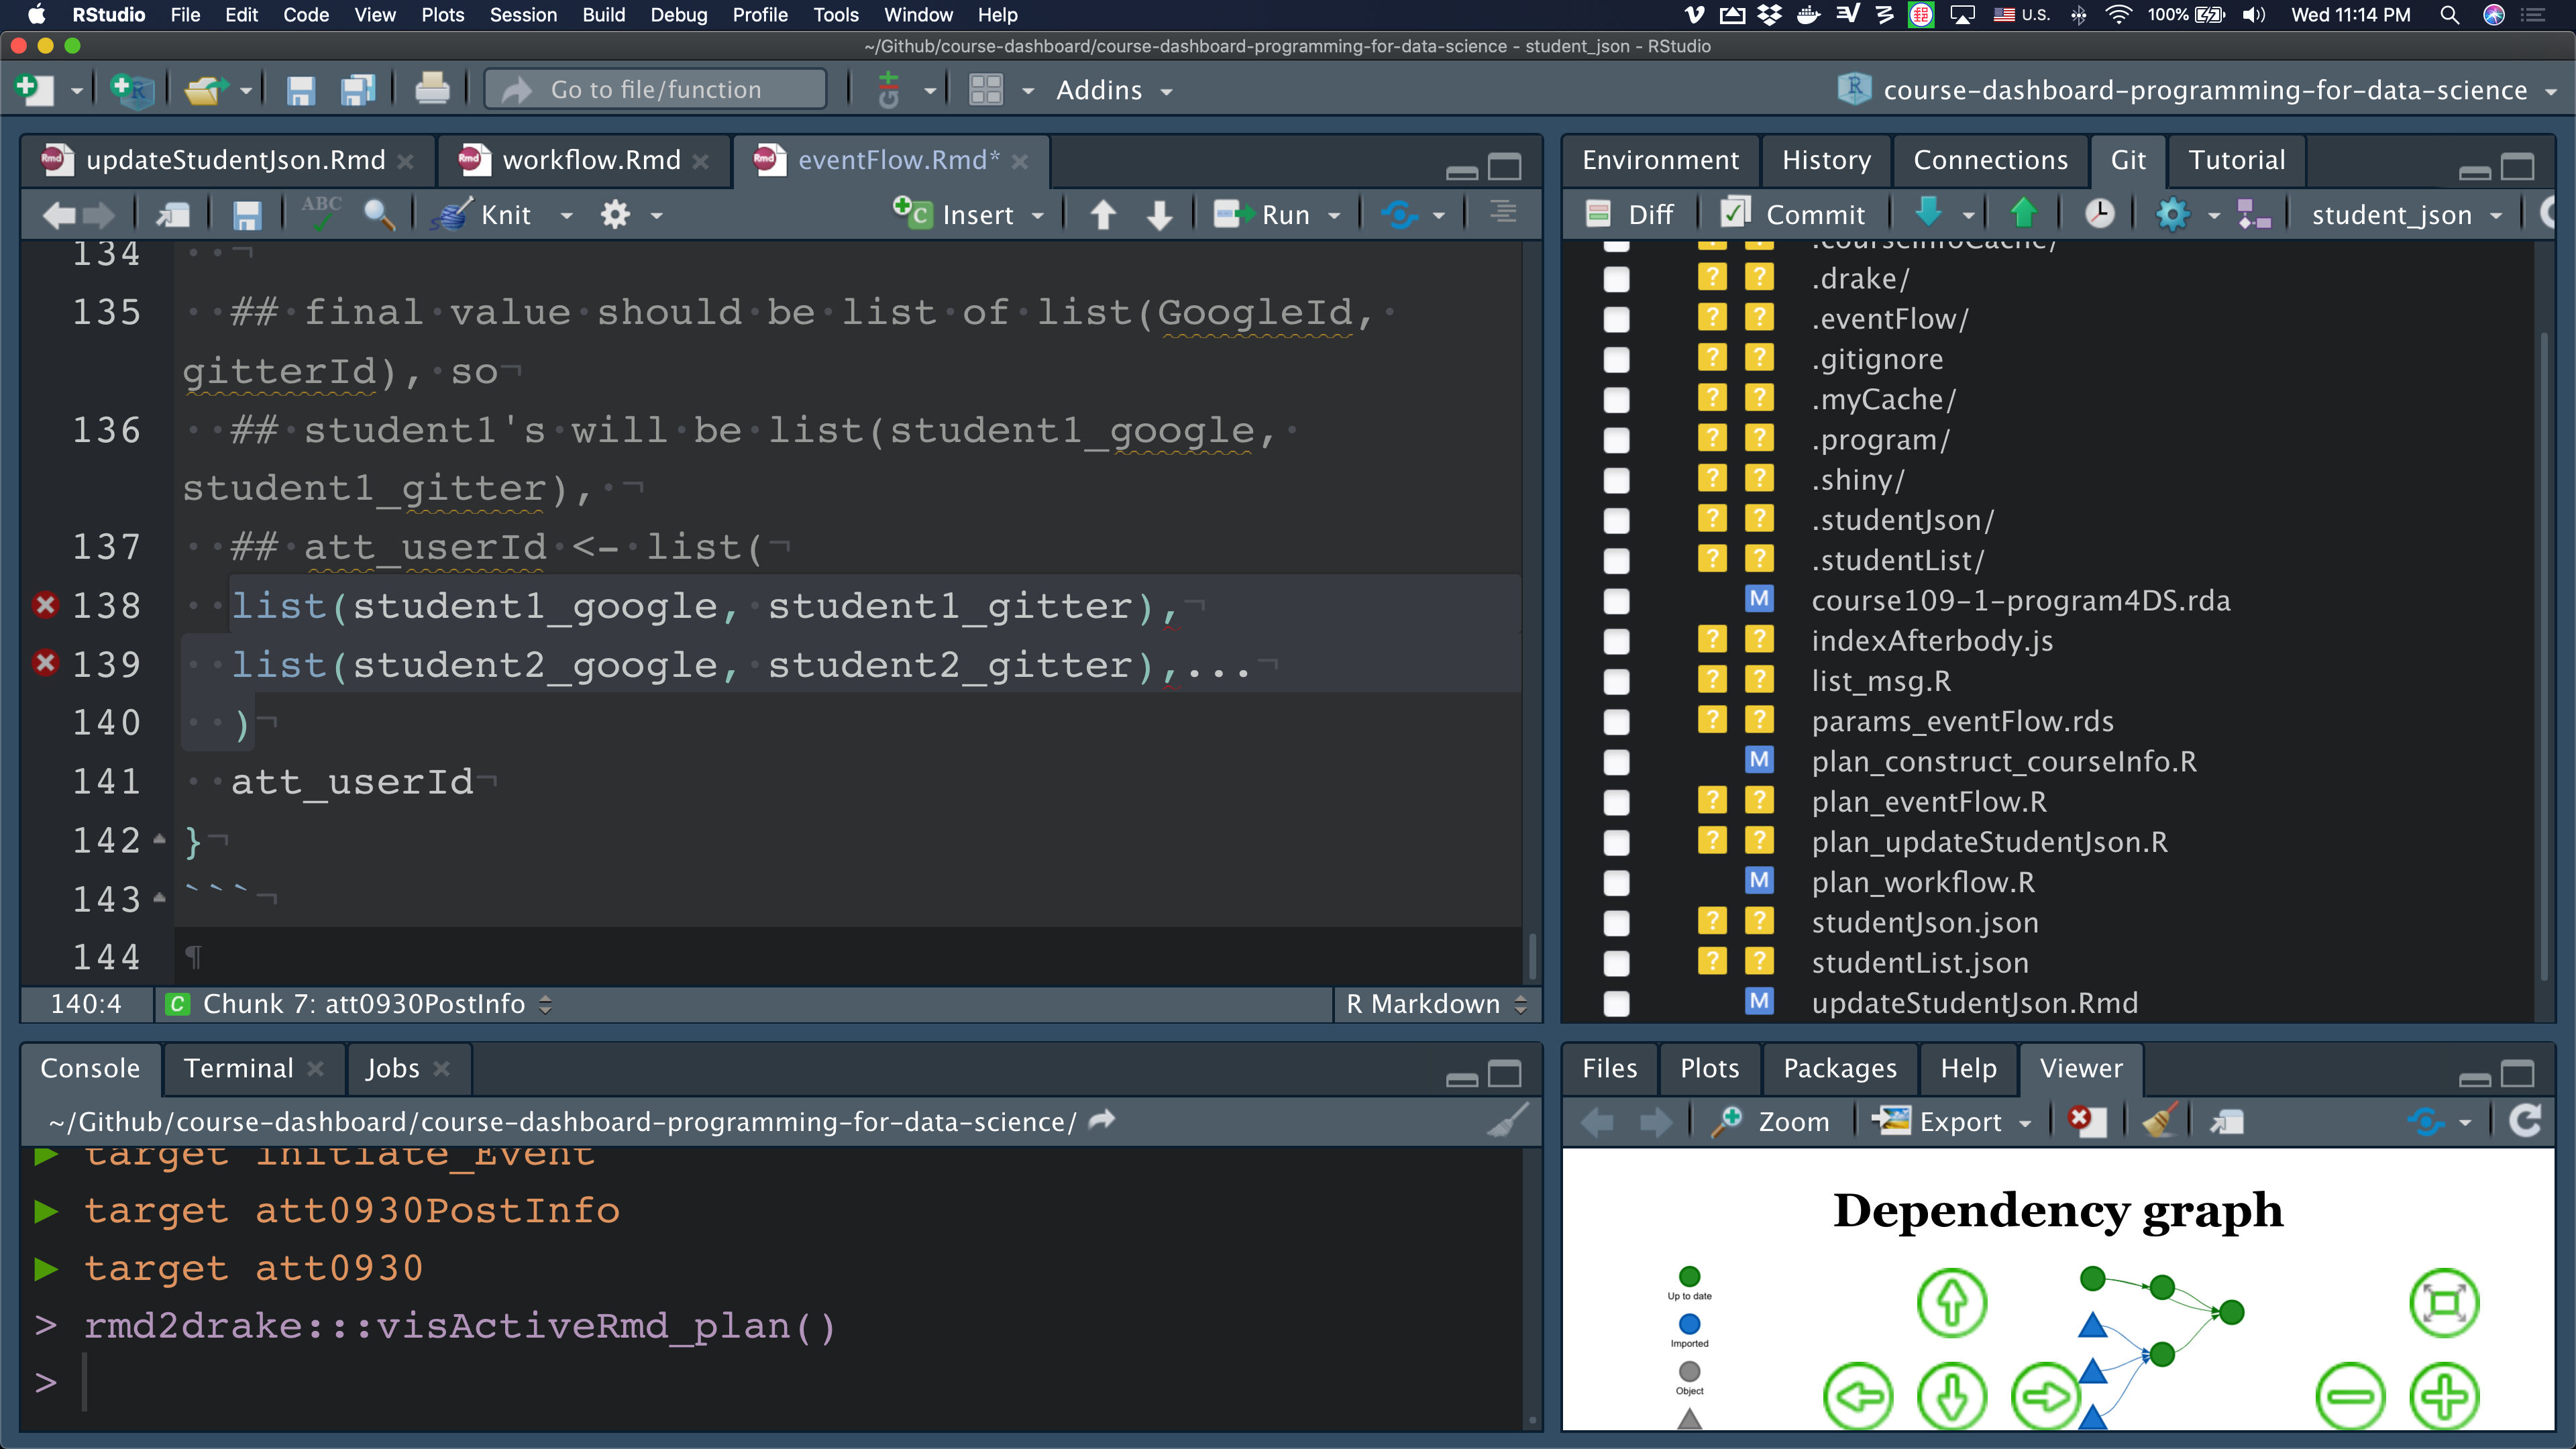 RStudio File Edit Code View Plots Session Build Debug Profile Tools Window Help U.S. 100% Wed 11:14 PM
~/Github/course-dashboard/course-dashboard-programming-for-data-science - student_json - RStudio
Go to file/function Git Addins course-dashboard-programming-for-data-science
updateStudentJson.Rmd workflow.Rmd eventFlow.Rmd*
ABC Knit Insert Run
134
135 ## final value should be list of list(GoogleId,
gitterId), so
136 ## student1's will be list(student1_google,
student1_gitter),
137 ## att_userId <- list(
138 list(student1_google, student1_gitter),
139 list(student2_google, student2_gitter),...
140 )
141 att_userId
142 }
143 ```
144
140:4 Chunk 7: att0930PostInfo R Markdown
Environment History Connections Git Tutorial
Diff Commit student_json
.courseInfoCache/
? ? .drake/
? ? .eventFlow/
? ? .gitignore
? ? .myCache/
? ? .program/
? ? .shiny/
? ? .studentJson/
? ? .studentList/
M course109-1-program4DS.rda
? ? indexAfterbody.js
? ? list_msg.R
? ? params_eventFlow.rds
M plan_construct_courseInfo.R
? ? plan_eventFlow.R
? ? plan_updateStudentJson.R
M plan_workflow.R
? ? studentJson.json
? ? studentList.json
M updateStudentJson.Rmd
Console Terminal Jobs
~/Github/course-dashboard/course-dashboard-programming-for-data-science/
target initiate_Event
target att0930PostInfo
target att0930
> rmd2drake:::visActiveRmd_plan()
>
Files Plots Packages Help Viewer
Zoom Export
Dependency graph
Up to date
Imported
Object